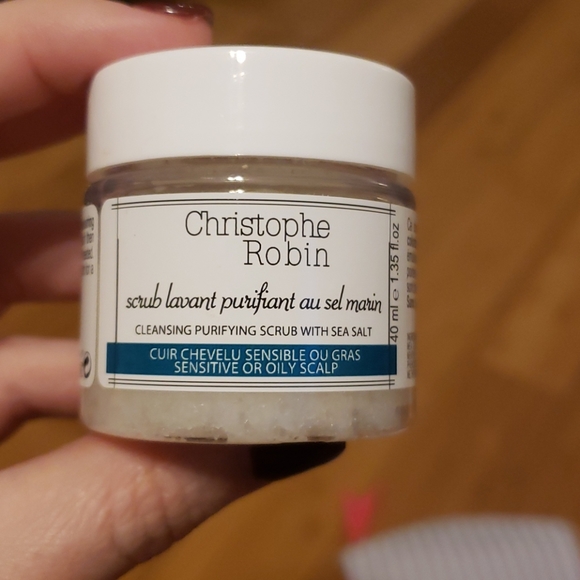 Christophe
Robin
scrub lavant purifiant au sel marin
CLEANSING PURIFYING SCRUB WITH SEA SALT
CUIR CHEVELU SENSIBLE OU GRAS
SENSITIVE OR OILY SCALP
40 ml e 1.35 fl.oz